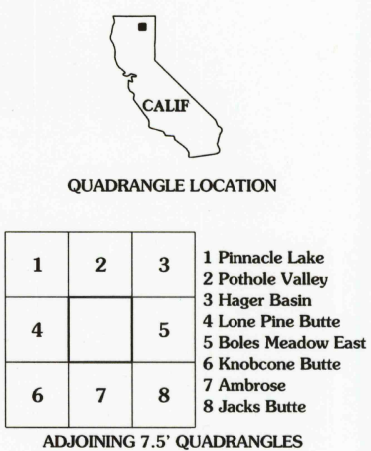 CALIF
QUADRANGLE LOCATION
1 2 3
4 5
6 7 8
1 Pinnacle Lake
2 Pothole Valley
3 Hager Basin
4 Lone Pine Butte
5 Boles Meadow East
6 Knobcone Butte
7 Ambrose
8 Jacks Butte
ADJOINING 7.5' QUADRANGLES